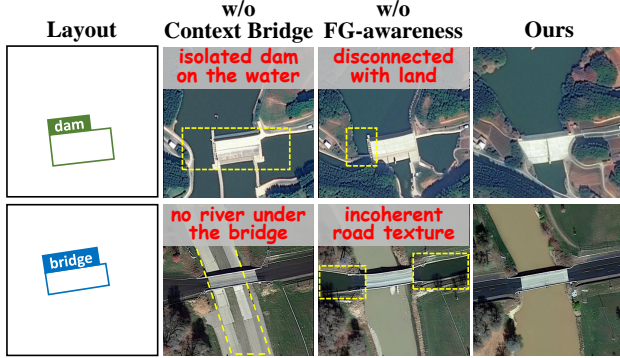 Layout
w/o
Context Bridge
w/o
FG-awareness
Ours
dam
isolated dam
on the water
disconnected
with land
bridge
no river under
the bridge
incoherent
road texture